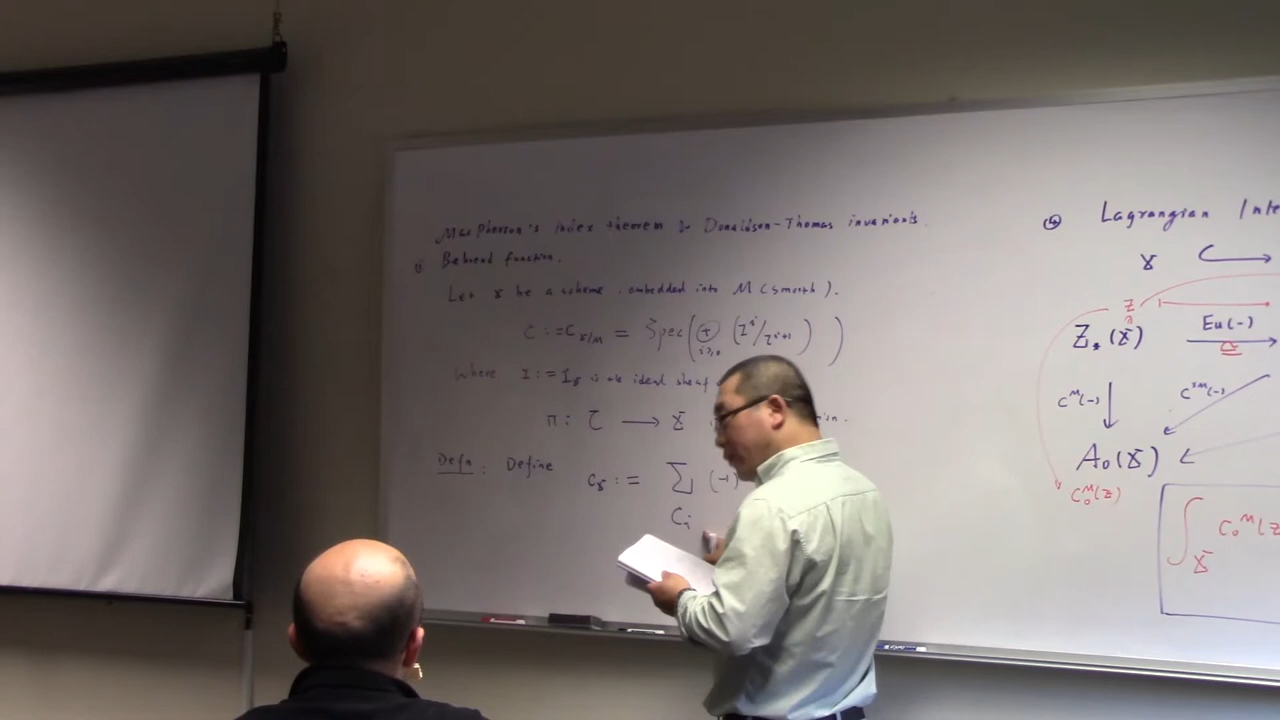 MacPherson's index theorem & Donaldson-Thomas invariants.
① Behrend function.
Let X be a scheme embedded into M (smooth).
C := C_{X/M} = Spec( ⊕_{i≥0} (I^i/I^{i+1}) )
Where I := I_X is the ideal sheaf
π : C → X
Defn : Define c_X := Σ_{C_i} (-1)
④ Lagrangian Inte
X ↪
Z
Z_*(X) Eu(-) ≅
C^M(-) C^{SM}(-)
A_0(X)
C_0^M(Z)
∫_X C_0^M(Z